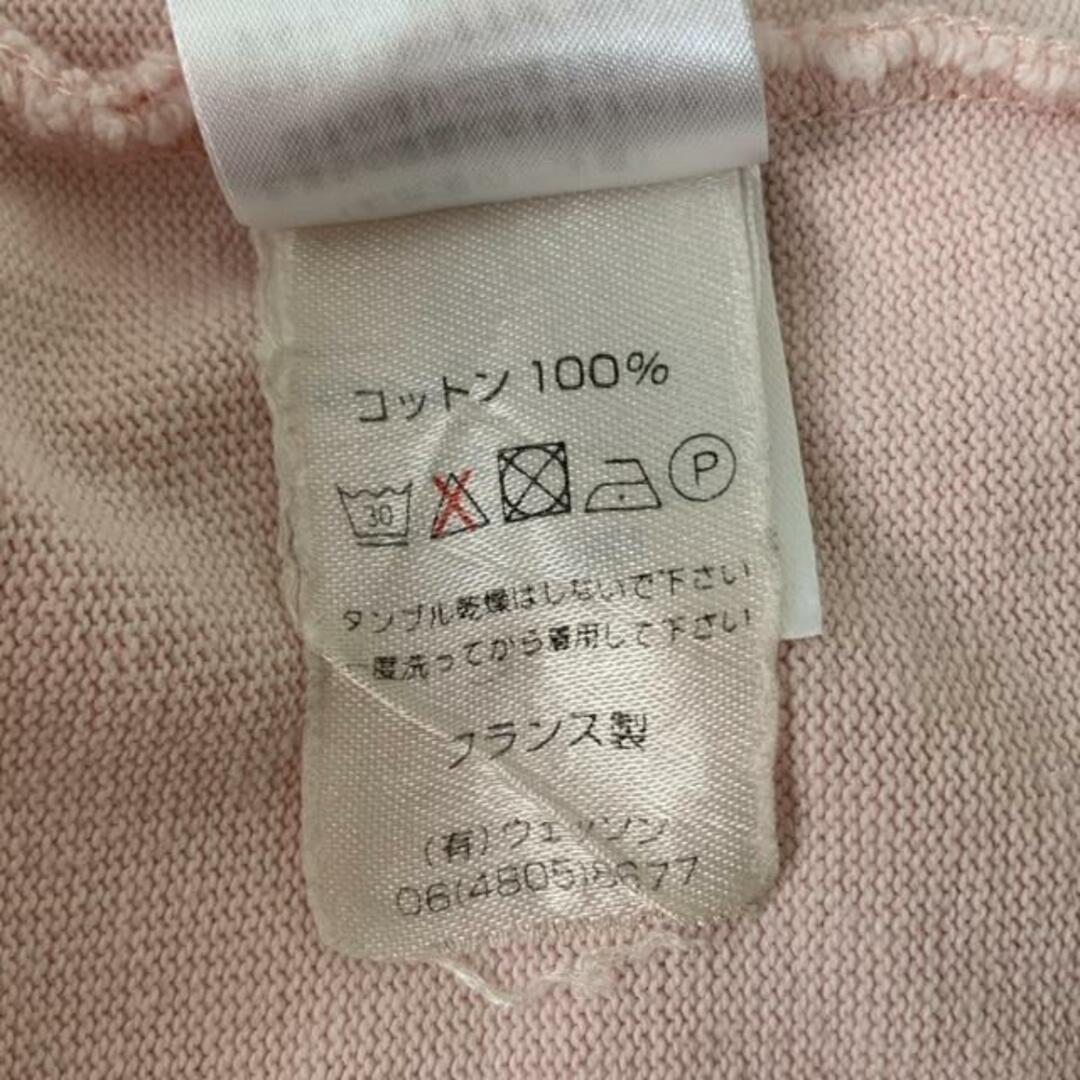 コットン 100%
30 P
タンブル乾燥はしないで下さい
一度洗ってから着用して下さい
フランス製
(有)ウェッソン
06(4805)8677